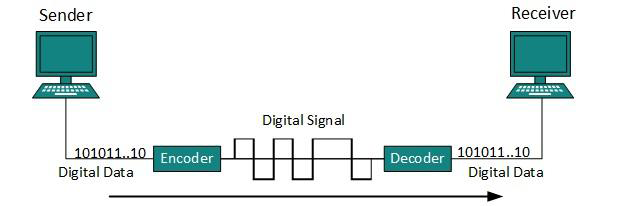 Sender
Receiver
Digital Signal
101011..10
Encoder
Decoder
101011..10
Digital Data
Digital Data